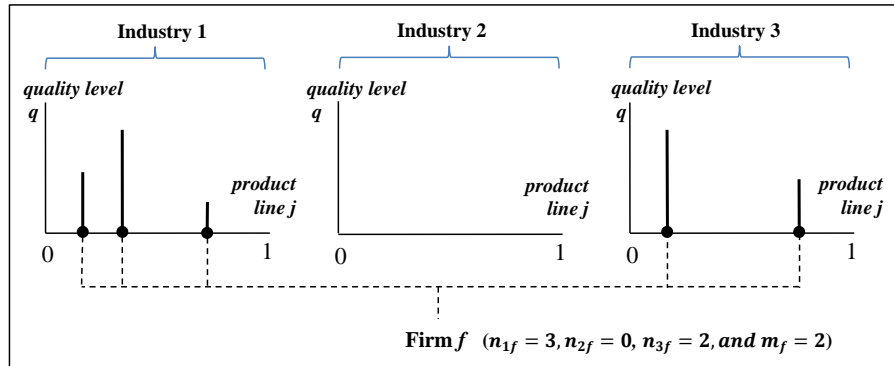 Industry 1
Industry 2
Industry 3
quality level
q
product
line j
0
1
quality level
q
product
line j
0
1
quality level
q
product
line j
0
1
Firm f (n1f = 3, n2f = 0, n3f = 2, and mf = 2)